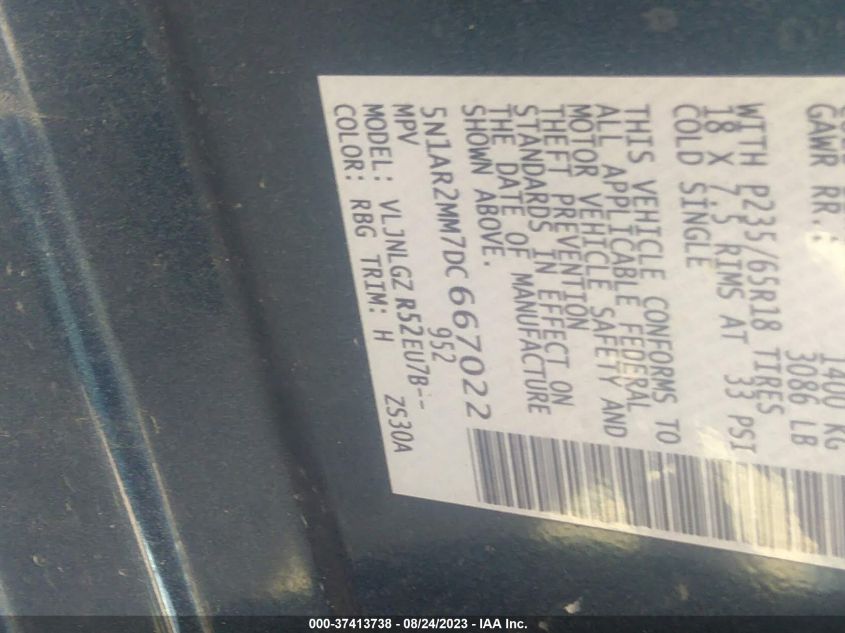 GAWR RR.: 1400 KG
3086 LB
WITH P235/65R18 TIRES
18 X 7.5 RIMS AT 33 PSI
COLD SINGLE
THIS VEHICLE CONFORMS TO
ALL APPLICABLE FEDERAL
MOTOR VEHICLE SAFETY AND
THEFT PREVENTION
STANDARDS IN EFFECT ON
THE DATE OF MANUFACTURE
SHOWN ABOVE.
5N1AR2MM7DC667022
MPV 952
MODEL: VLJNLGZ R52EU7B--
COLOR: RBG TRIM: H ZS30A
000-37413738 - 08/24/2023 - IAA Inc.